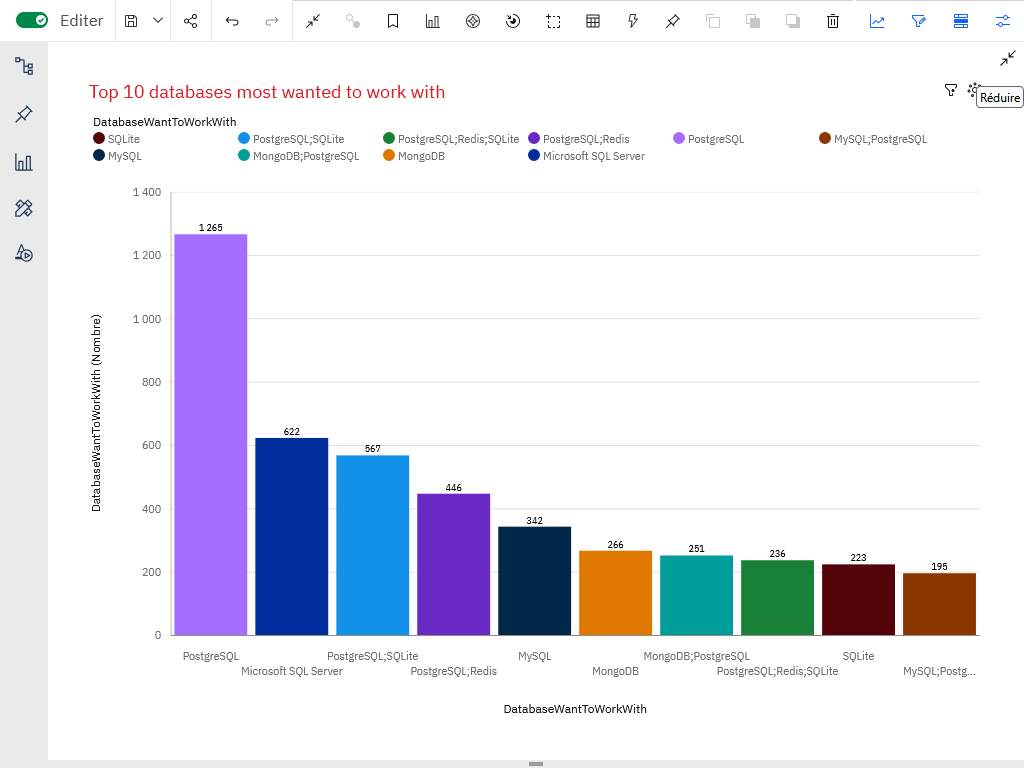 Editer
Réduire
Top 10 databases most wanted to work with
DatabaseWantToWorkWith
SQLite PostgreSQL;SQLite PostgreSQL;Redis;SQLite PostgreSQL;Redis PostgreSQL MySQL;PostgreSQL
MySQL MongoDB;PostgreSQL MongoDB Microsoft SQL Server
DatabaseWantToWorkWith (Nombre)
1 400
1 200
1 000
800
600
400
200
0
1 265
622
567
446
342
266
251
236
223
195
PostgreSQL PostgreSQL;SQLite MySQL MongoDB;PostgreSQL SQLite
Microsoft SQL Server PostgreSQL;Redis MongoDB PostgreSQL;Redis;SQLite MySQL;Postg...
DatabaseWantToWorkWith